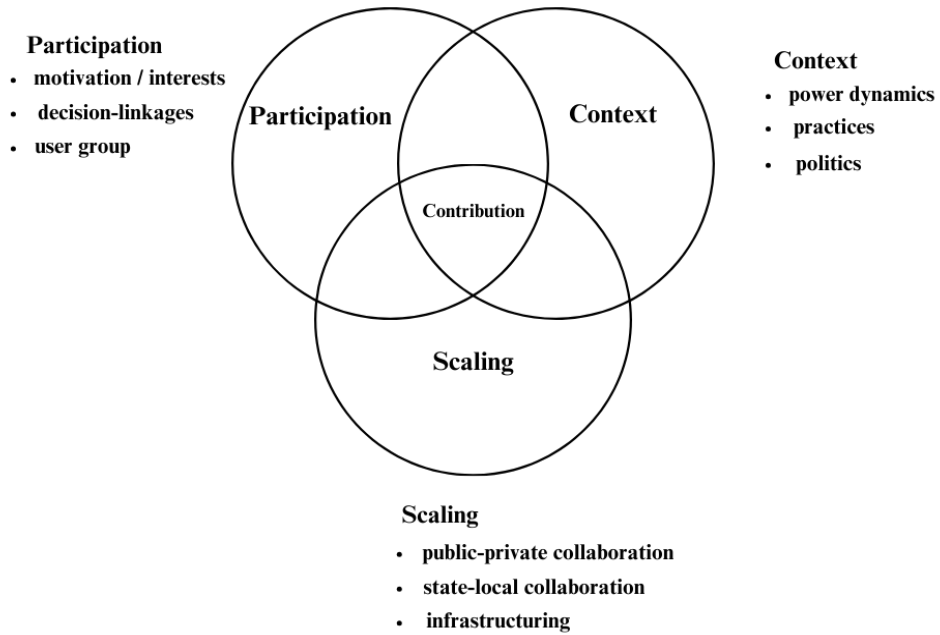 Participation
• motivation / interests
• decision-linkages
• user group
Participation
Context
Contribution
Scaling
Context
• power dynamics
• practices
• politics
Scaling
• public-private collaboration
• state-local collaboration
• infrastructuring